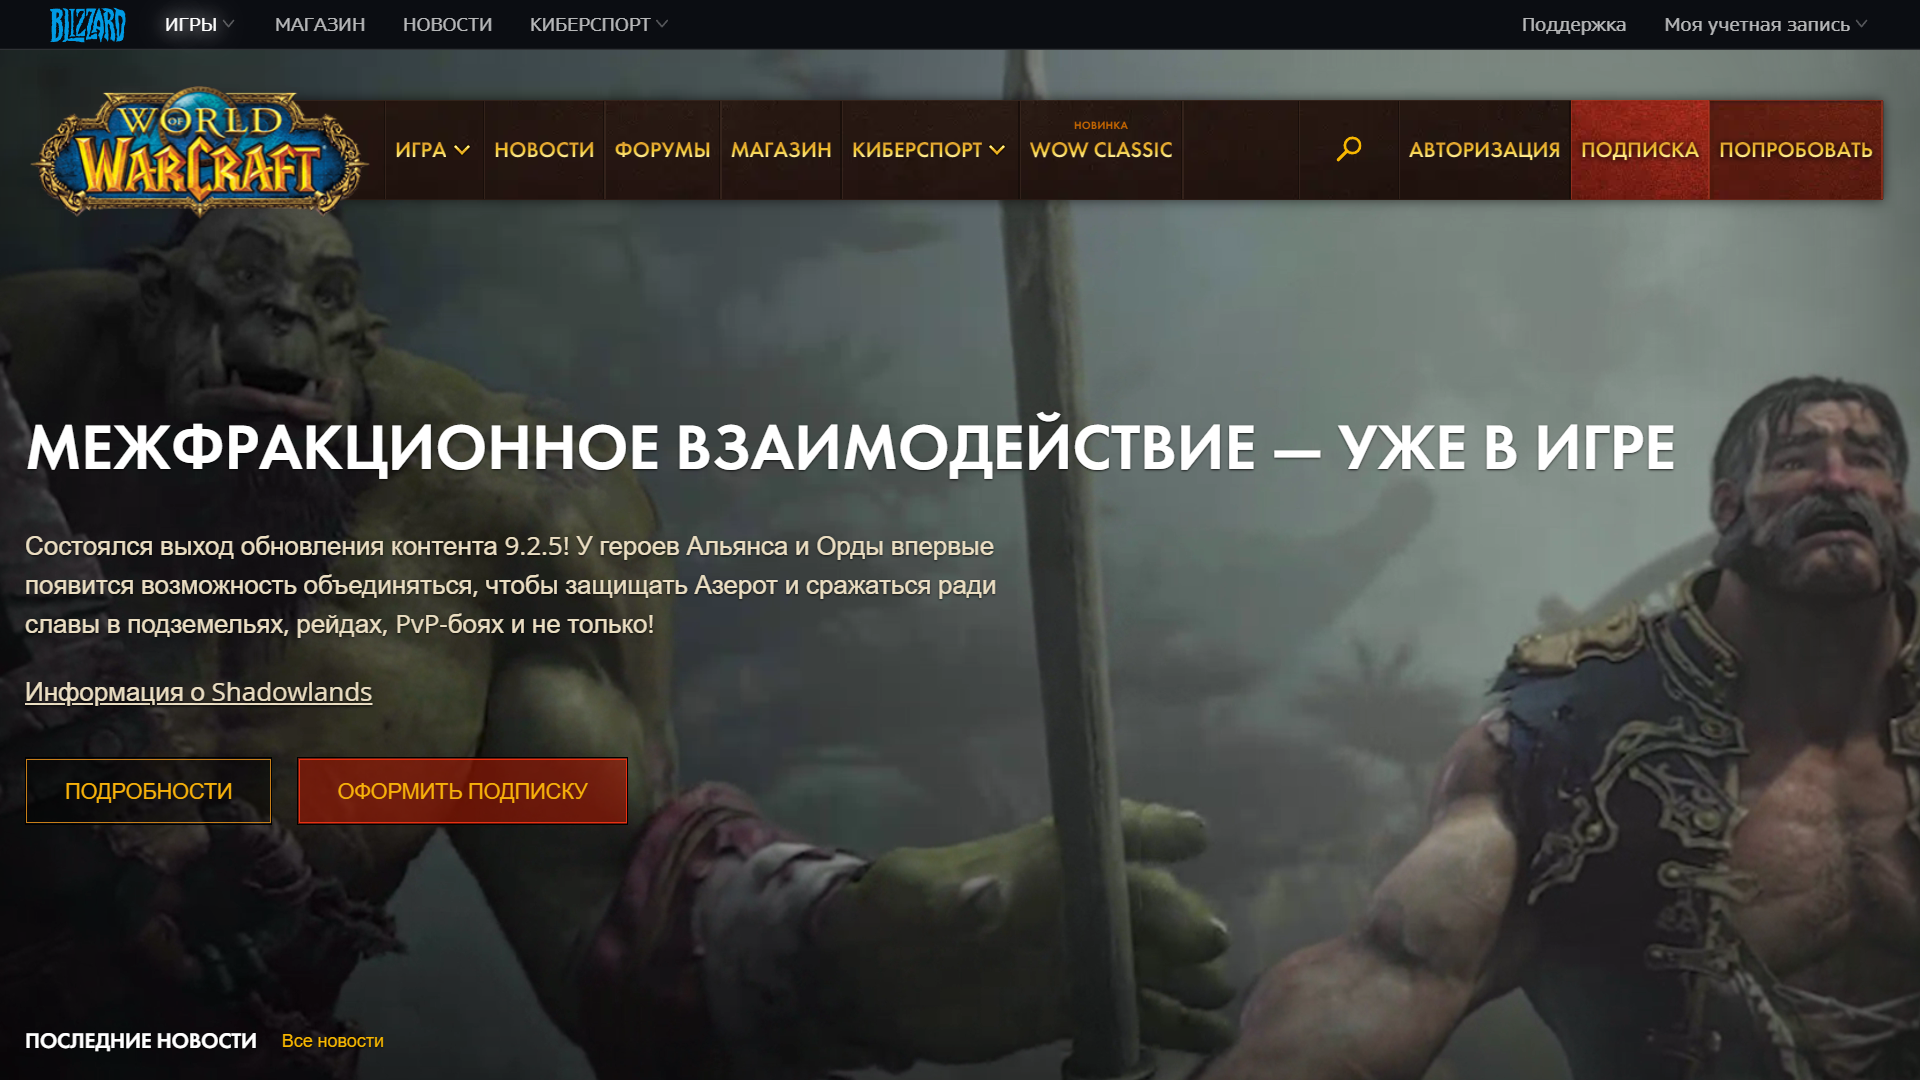 BLIZZARD
ИГРЫ
МАГАЗИН
НОВОСТИ
КИБЕРСПОРТ
Поддержка
Моя учетная запись
WORLD OF WARCRAFT
ИГРА
НОВОСТИ
ФОРУМЫ
МАГАЗИН
КИБЕРСПОРТ
НОВИНКА
WOW CLASSIC
АВТОРИЗАЦИЯ
ПОДПИСКА
ПОПРОБОВАТЬ
МЕЖФРАКЦИОННОЕ ВЗАИМОДЕЙСТВИЕ — УЖЕ В ИГРЕ
Состоялся выход обновления контента 9.2.5! У героев Альянса и Орды впервые
появится возможность объединяться, чтобы защищать Азерот и сражаться ради
славы в подземельях, рейдах, PvP-боях и не только!
Информация о Shadowlands
ПОДРОБНОСТИ
ОФОРМИТЬ ПОДПИСКУ
ПОСЛЕДНИЕ НОВОСТИ
Все новости